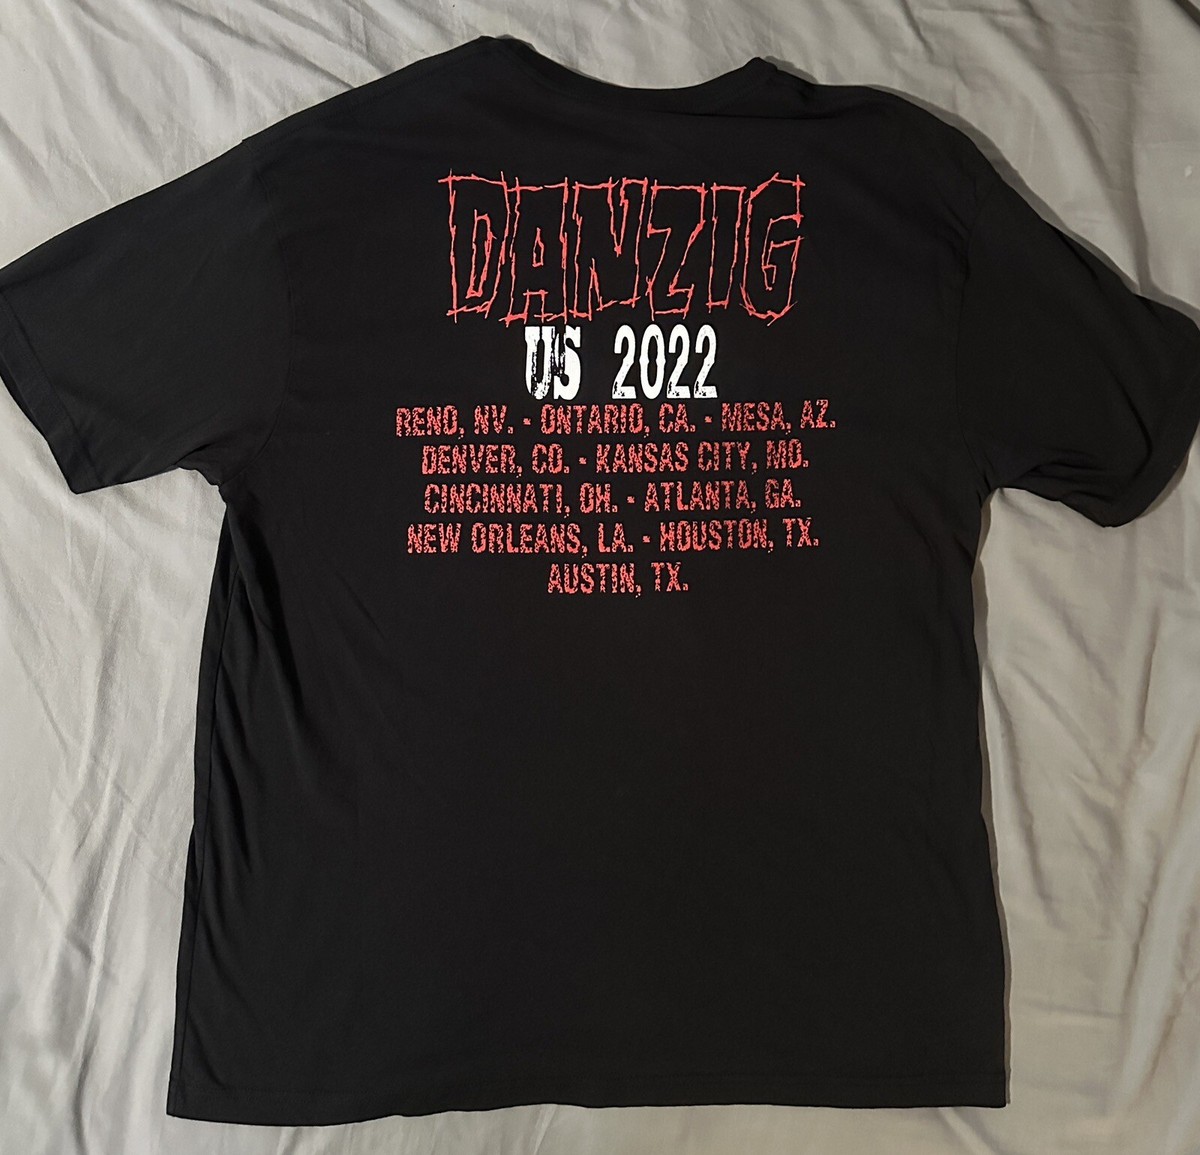 DANZIG
US 2022
RENO, NV. - ONTARIO, CA. - MESA, AZ.
DENVER, CO. - KANSAS CITY, MO.
CINCINNATI, OH. - ATLANTA, GA.
NEW ORLEANS, LA. - HOUSTON, TX.
AUSTIN, TX.